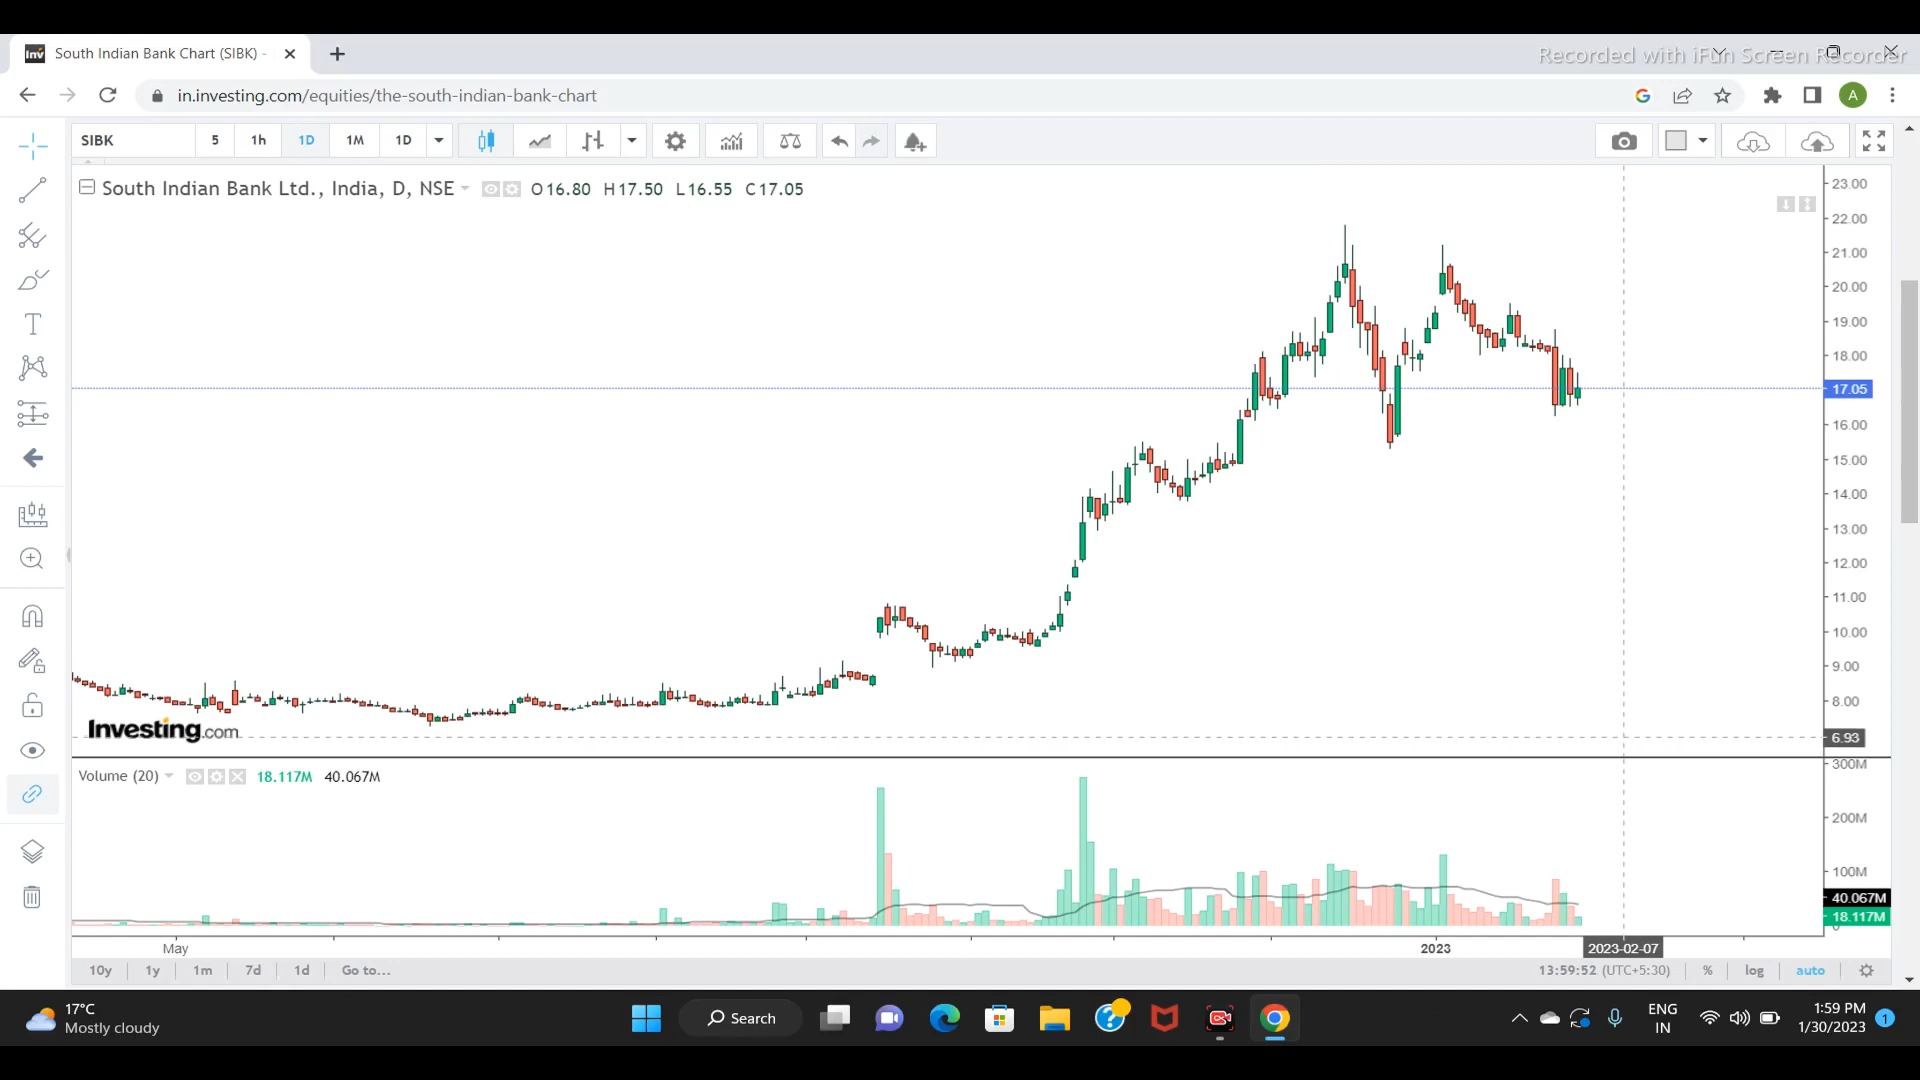 South Indian Bank Chart (SIBK) -
Recorded with iFun Screen Recorder
in.investing.com/equities/the-south-indian-bank-chart
A
SIBK
5
1h
1D
1M
1D
South Indian Bank Ltd., India, D, NSE
O16.80 H17.50 L16.55 C17.05
23.00
22.00
21.00
20.00
19.00
18.00
17.05
16.00
15.00
14.00
13.00
12.00
11.00
10.00
9.00
8.00
6.93
Investing.com
Volume (20)
18.117M 40.067M
300M
200M
100M
40.067M
18.117M
0
May
2023
2023-02-07
10y
1y
1m
7d
1d
Go to...
13:59:52 (UTC+5:30)
%
log
auto
17°C
Mostly cloudy
Search
ENG
IN
1:59 PM
1/30/2023
1